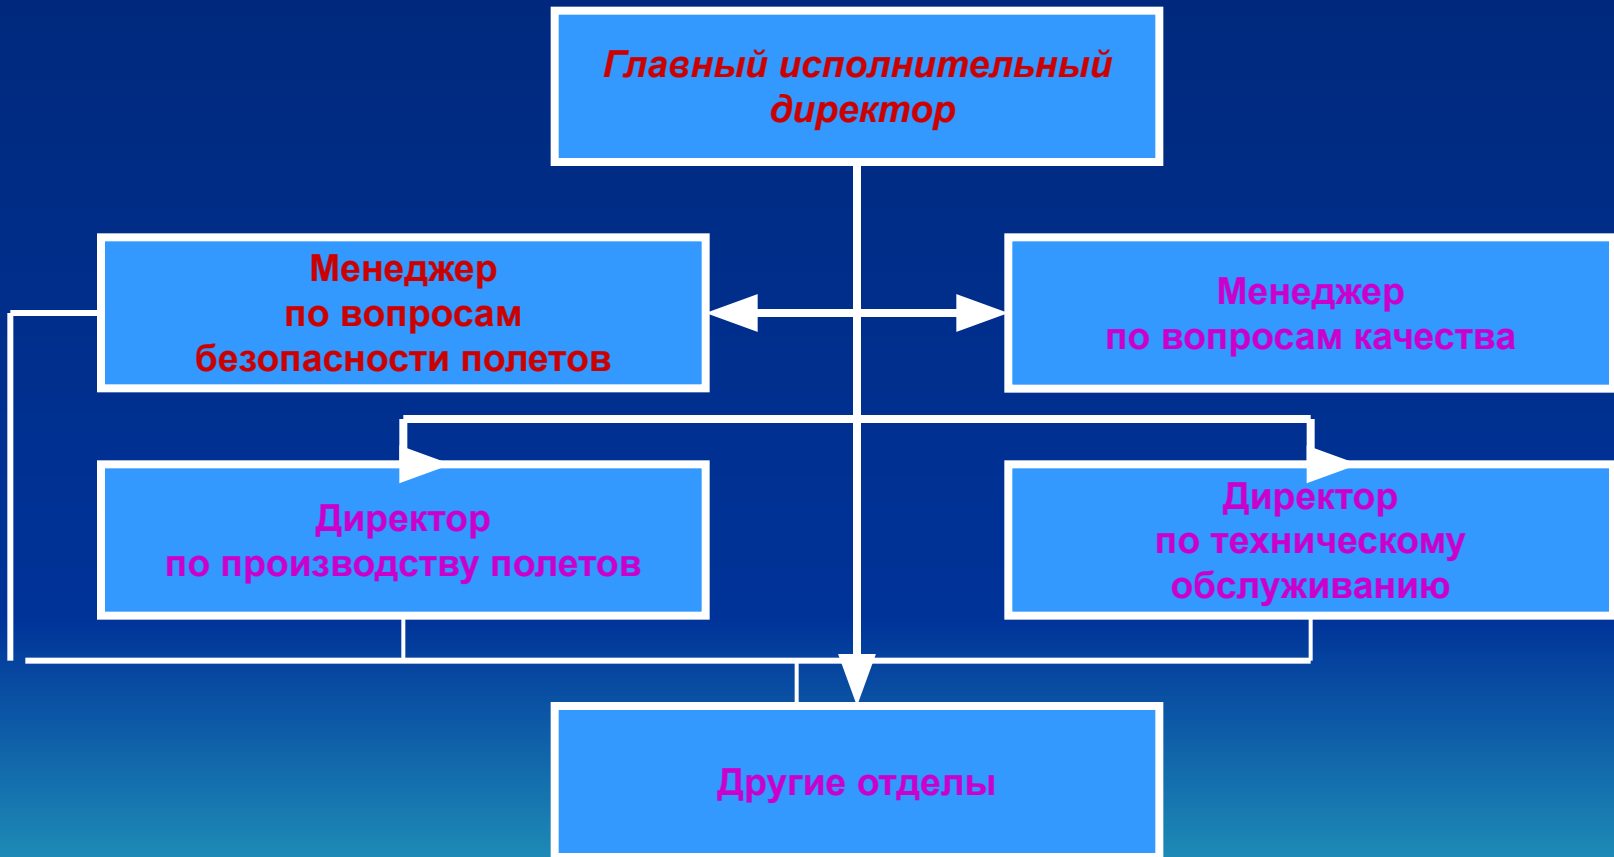 Главный исполнительный
директор
Менеджер
по вопросам
безопасности полетов
Менеджер
по вопросам качества
Директор
по производству полетов
Директор
по техническому
обслуживанию
Другие отделы